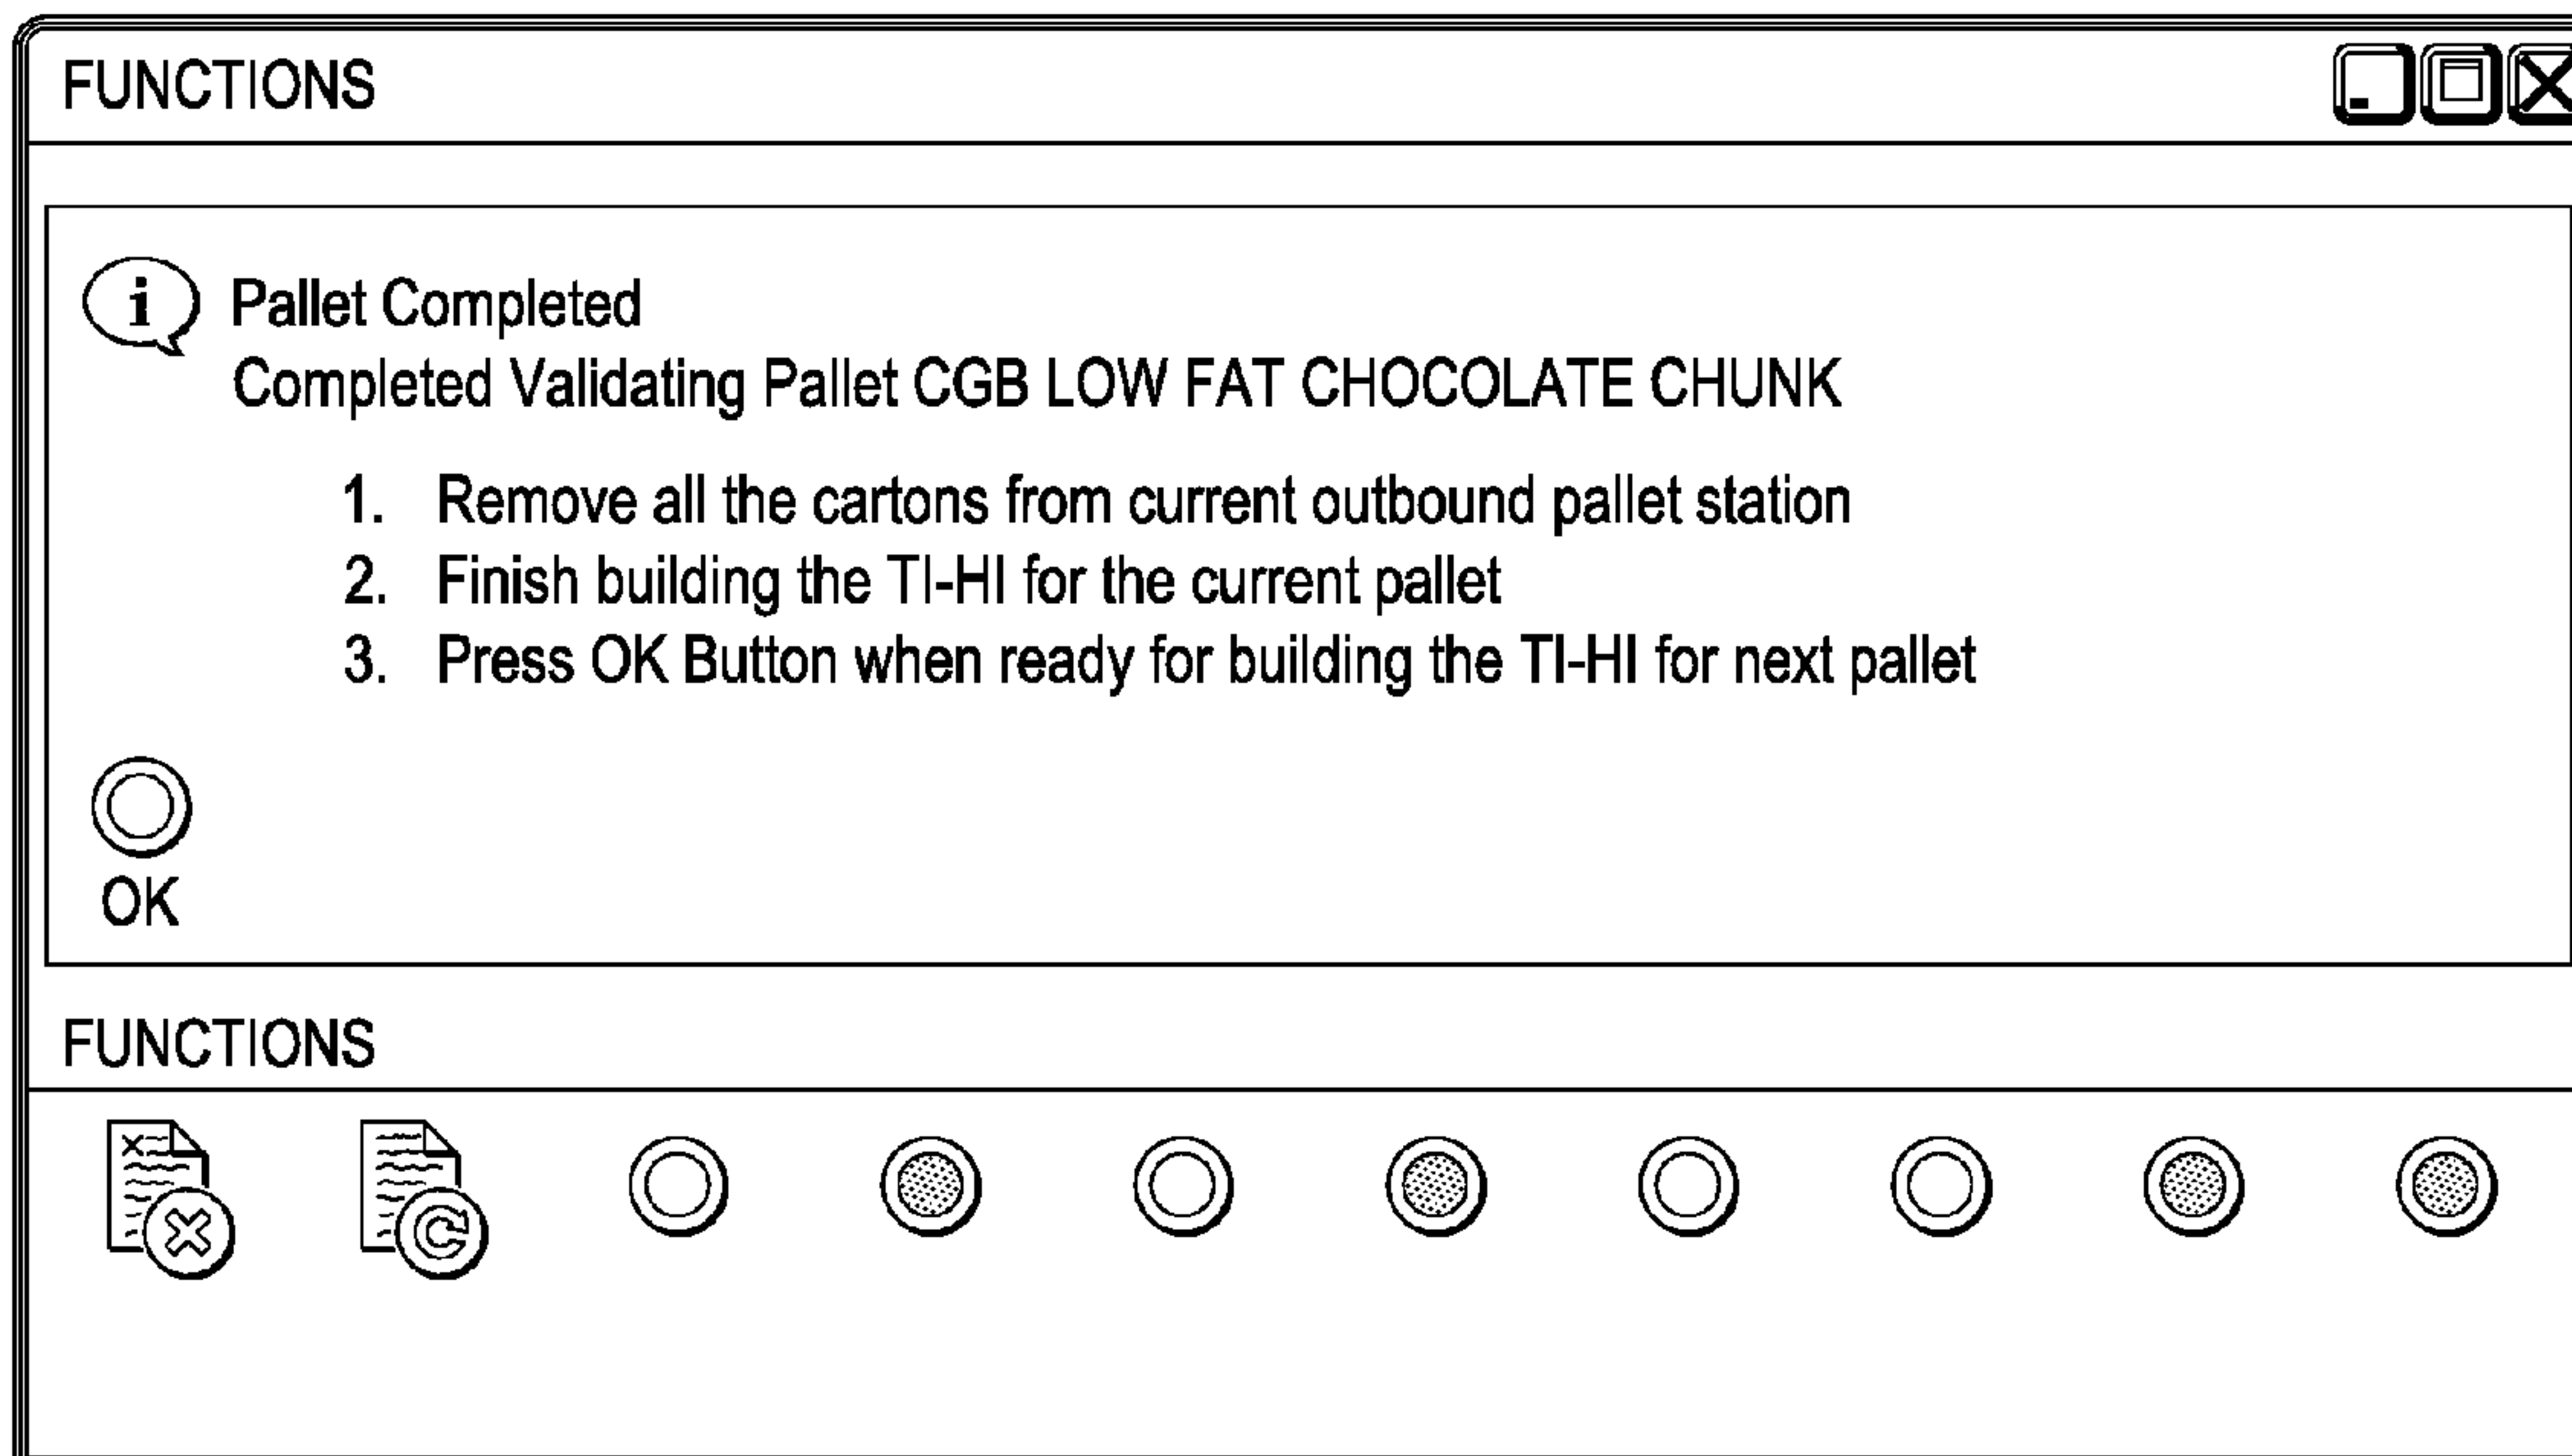 FUNCTIONS
i Pallet Completed
Completed Validating Pallet CGB LOW FAT CHOCOLATE CHUNK
1. Remove all the cartons from current outbound pallet station
2. Finish building the TI-HI for the current pallet
3. Press OK Button when ready for building the TI-HI for next pallet
OK
FUNCTIONS